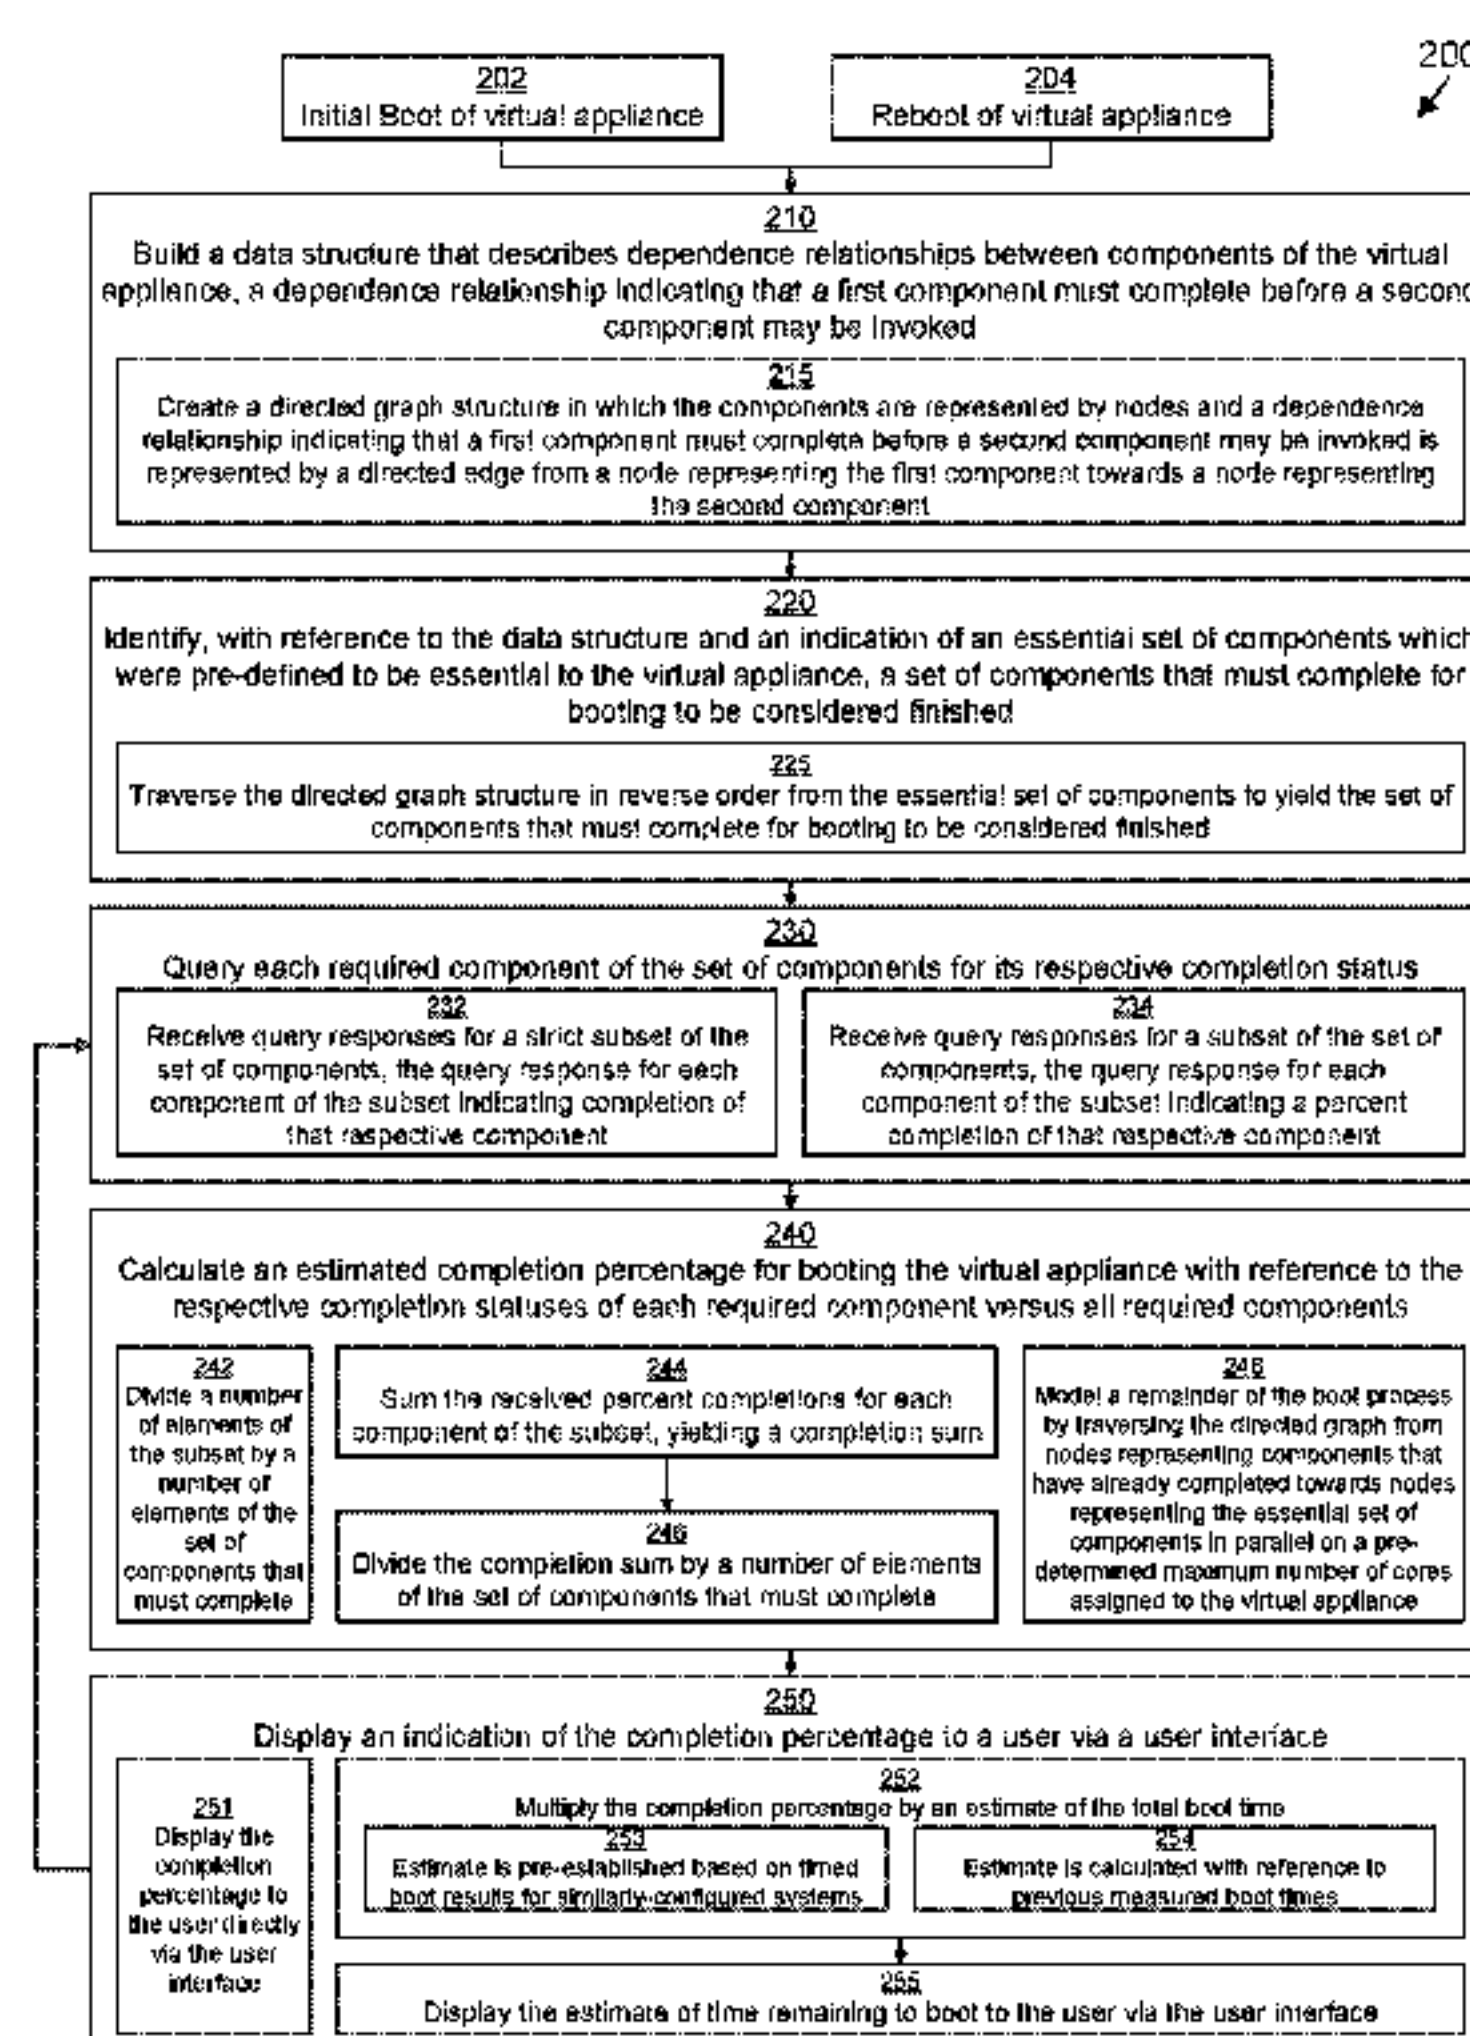 200
202
Initial Boot of virtual appliance
204
Reboot of virtual appliance
210
Build a data structure that describes dependence relationships between components of the virtual
appliance, a dependence relationship indicating that a first component must complete before a second
component may be invoked
215
Create a directed graph structure in which the components are represented by nodes and a dependence
relationship indicating that a first component must complete before a second component may be invoked is
represented by a directed edge from a node representing the first component towards a node representing
the second component
220
Identify, with reference to the data structure and an indication of an essential set of components which
were pre-defined to be essential to the virtual appliance, a set of components that must complete for
booting to be considered finished
225
Traverse the directed graph structure in reverse order from the essential set of components to yield the set of
components that must complete for booting to be considered finished
230
Query each required component of the set of components for its respective completion status
232
Receive query responses for a strict subset of the
set of components, the query response for each
component of the subset indicating completion of
that respective component
234
Receive query responses for a subset of the set of
components, the query response for each
component of the subset indicating a percent
completion of that respective component
240
Calculate an estimated completion percentage for booting the virtual appliance with reference to the
respective completion statuses of each required component versus all required components
242
Divide a number
of elements of
the subset by a
number of
elements of the
set of
components that
must complete
244
Sum the received percent completions for each
component of the subset, yielding a completion sum
246
Divide the completion sum by a number of elements
of the set of components that must complete
248
Model a remainder of the boot process
by traversing the directed graph from
nodes representing components that
have already completed towards nodes
representing the essential set of
components in parallel on a pre-
determined maximum number of cores
assigned to the virtual appliance
250
Display an indication of the completion percentage to a user via a user interface
251
Display the
completion
percentage to
the user directly
via the user
interface
252
Multiply the completion percentage by an estimate of the total boot time
253
Estimate is pre-established based on timed
boot results for similarly-configured systems
254
Estimate is calculated with reference to
previous measured boot times
255
Display the estimate of time remaining to boot to the user via the user interface